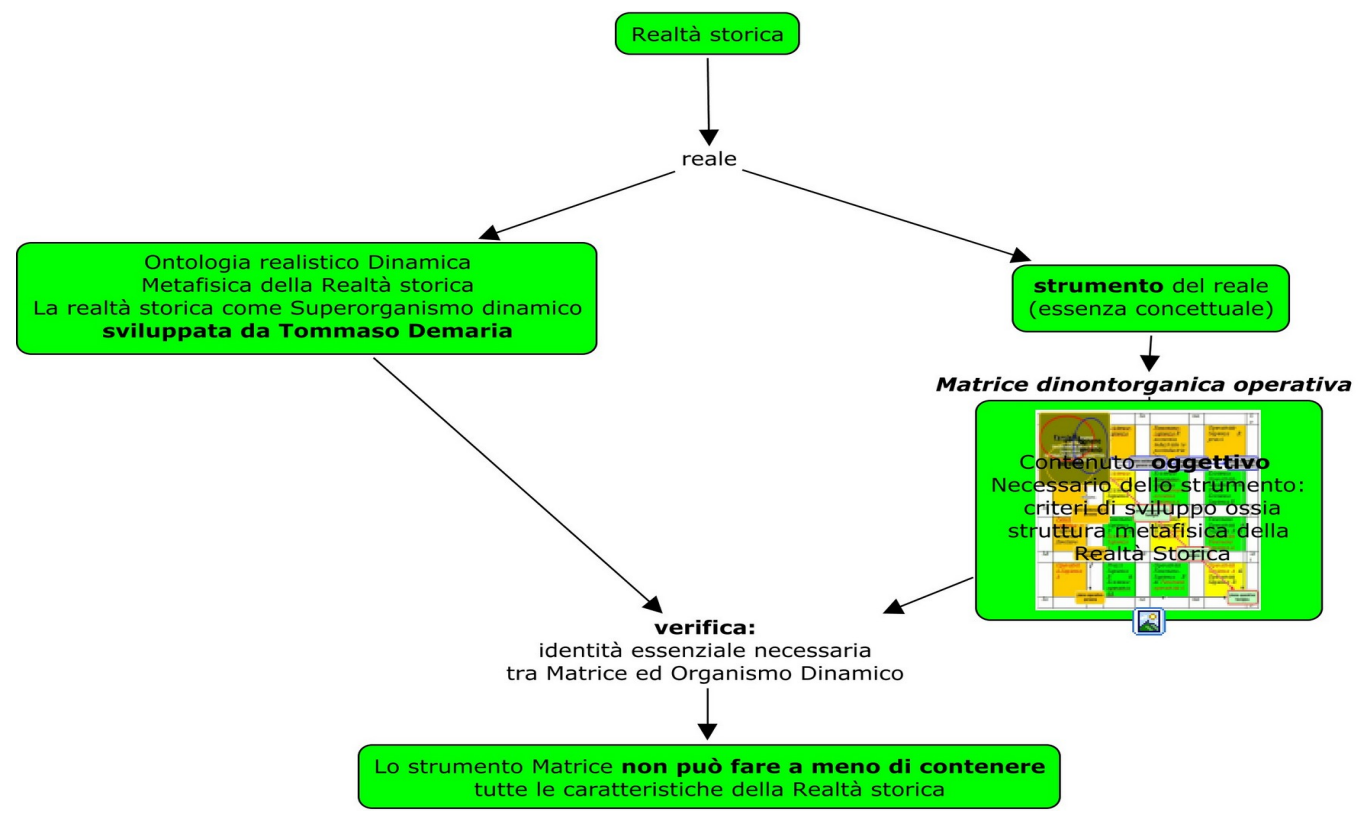 Realtà storica
reale
Ontologia realistico Dinamica
Metafisica della Realtà storica
La realtà storica come Superorganismo dinamico
sviluppata da Tommaso Demaria
strumento del reale
(essenza concettuale)
Matrice dinontorganica operativa
Contenuto oggettivo
Necessario dello strumento:
criteri di sviluppo ossia
struttura metafisica della
Realtà Storica
verifica:
identità essenziale necessaria
tra Matrice ed Organismo Dinamico
Lo strumento Matrice non può fare a meno di contenere
tutte le caratteristiche della Realtà storica